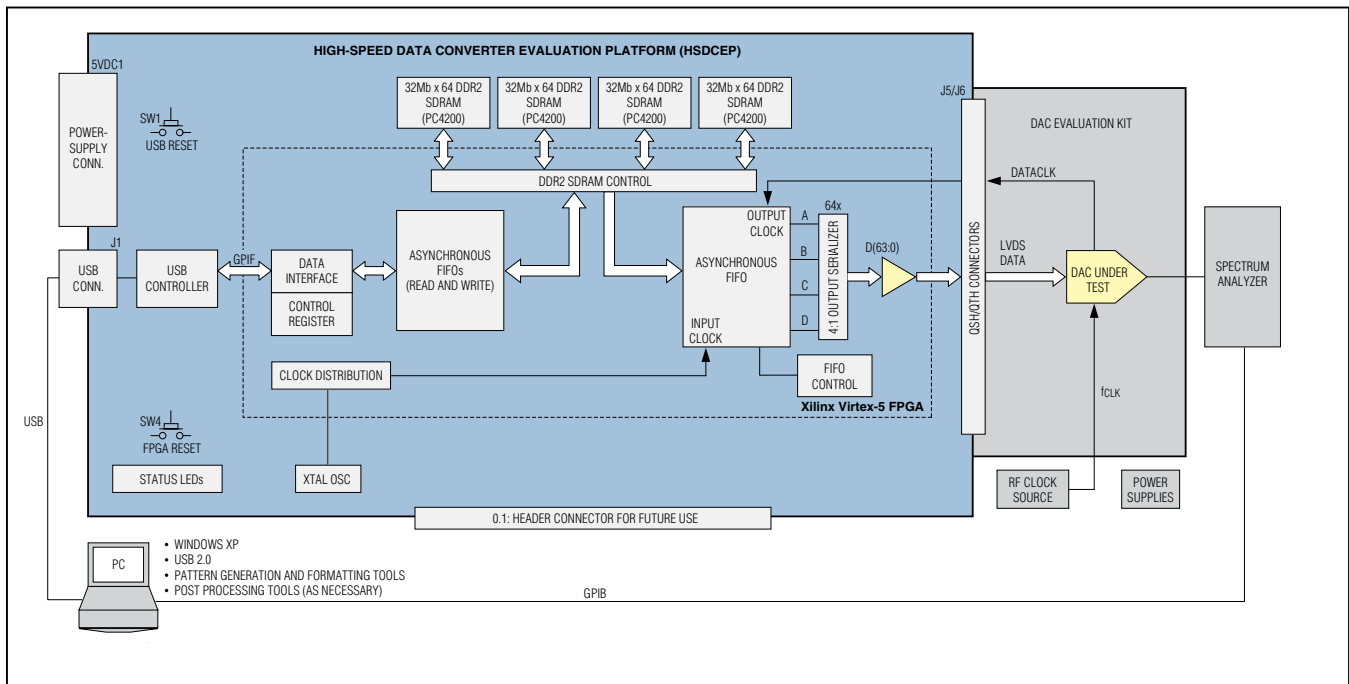 HIGH-SPEED DATA CONVERTER EVALUATION PLATFORM (HSDCEP)
5VDC1
POWER-
SUPPLY
CONN.
SW1
USB RESET
32Mb x 64 DDR2
SDRAM
(PC4200)
32Mb x 64 DDR2
SDRAM
(PC4200)
32Mb x 64 DDR2
SDRAM
(PC4200)
32Mb x 64 DDR2
SDRAM
(PC4200)
J5/J6
DAC EVALUATION KIT
DDR2 SDRAM CONTROL
DATACLK
J1
USB
CONN.
USB
CONTROLLER
GPIF
DATA
INTERFACE
CONTROL
REGISTER
ASYNCHRONOUS
FIFOs
(READ AND WRITE)
OUTPUT
CLOCK
ASYNCHRONOUS
FIFO
INPUT
CLOCK
A
B
C
D
64x
4:1 OUTPUT SERIALIZER
D(63:0)
QSH/QTH CONNECTORS
LVDS
DATA
DAC UNDER
TEST
SPECTRUM
ANALYZER
CLOCK DISTRIBUTION
FIFO
CONTROL
Xilinx Virtex-5 FPGA
fCLK
USB
SW4
FPGA RESET
STATUS LEDs
XTAL OSC
RF CLOCK
SOURCE
POWER
SUPPLIES
0.1: HEADER CONNECTOR FOR FUTURE USE
PC
• WINDOWS XP
• USB 2.0
• PATTERN GENERATION AND FORMATTING TOOLS
• POST PROCESSING TOOLS (AS NECESSARY)
GPIB